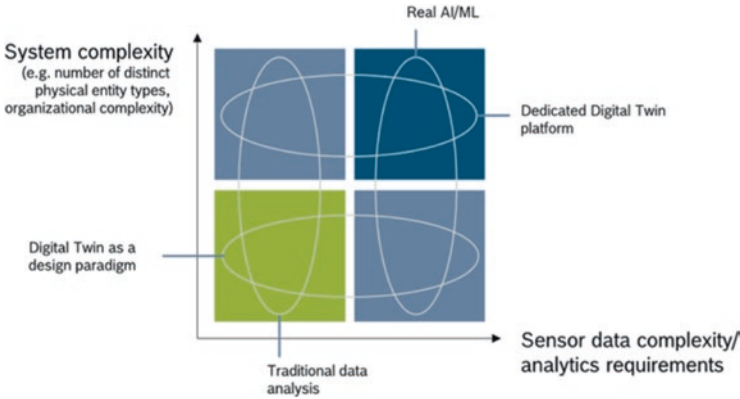 Real AI/ML
System complexity
(e.g. number of distinct
physical entity types,
organizational complexity)
Dedicated Digital Twin
platform
Digital Twin as a
design paradigm
Sensor data complexity/
analytics requirements
Traditional data
analysis